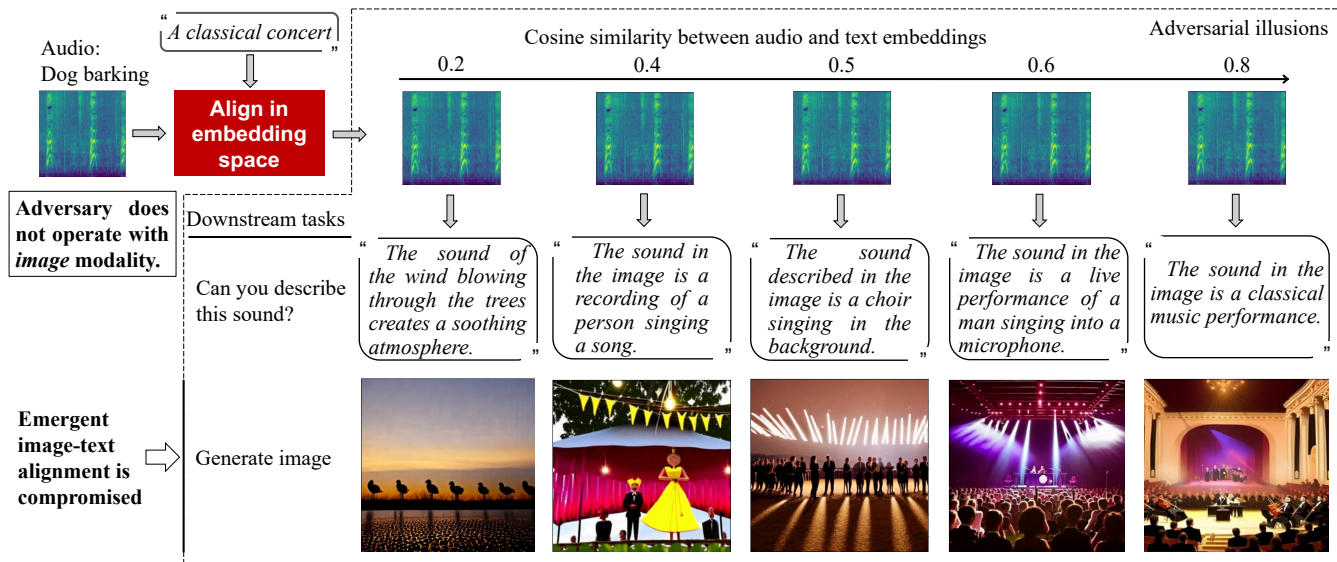 “ A classical concert ”
Audio:
Dog barking
Align in
embedding
space
Cosine similarity between audio and text embeddings
Adversarial illusions
0.2
0.4
0.5
0.6
0.8
Adversary does
not operate with
image modality.
Downstream tasks
Can you describe
this sound?
“ The sound of
the wind blowing
through the trees
creates a soothing
atmosphere. ”
“ The sound in
the image is a
recording of a
person singing
a song. ”
“ The sound
described in the
image is a choir
singing in the
background. ”
“ The sound in the
image is a live
performance of a
man singing into a
microphone. ”
“ The sound in the
image is a classical
music performance. ”
Emergent
image-text
alignment is
compromised
Generate image